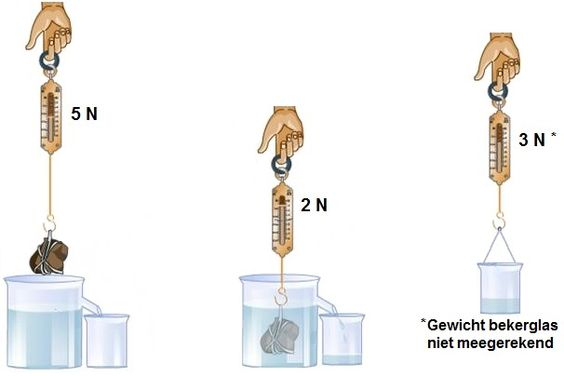 5 N
2 N
3 N *
*Gewicht bekerglas
niet meegerekend